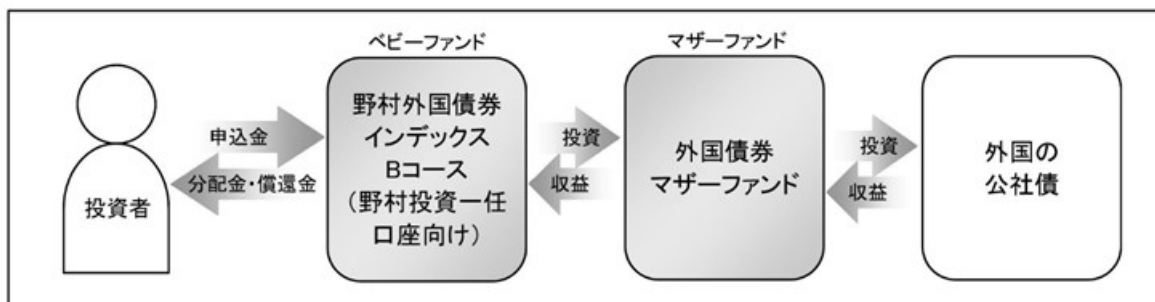 ベビーファンド
マザーファンド
投資者
申込金
分配金・償還金
野村外国債券
インデックス
Bコース
(野村投資一任
口座向け)
投資
収益
外国債券
マザーファンド
投資
収益
外国の
公社債